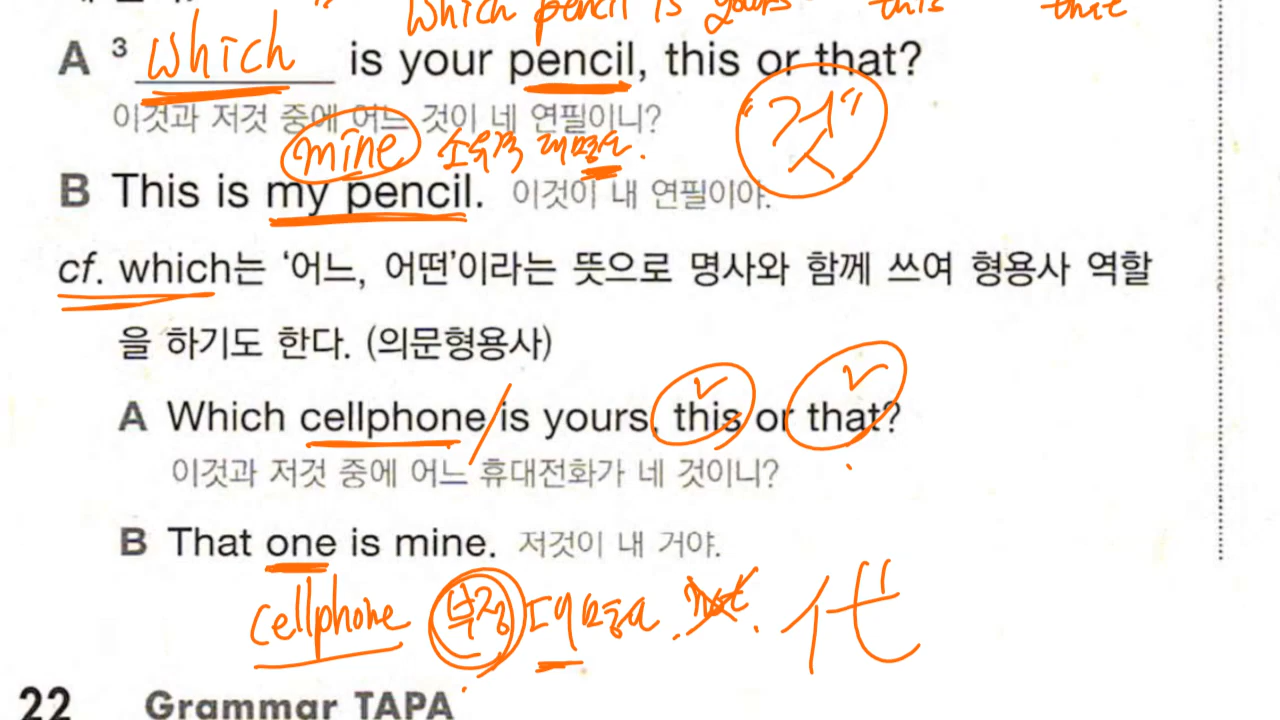 Which pencil is yours this that
A ³ which is your pencil, this or that?
이것과 저것 중에 어느 것이 네 연필이니?
"것"
mine 소유격 대명사.
B This is my pencil. 이것이 내 연필이야.
cf. which는 ‘어느, 어떤’이라는 뜻으로 명사와 함께 쓰여 형용사 역할
을 하기도 한다. (의문형용사)
A Which cellphone is yours, this or that?
이것과 저것 중에 어느 휴대전화가 네 것이니?
B That one is mine. 저것이 내 거야.
cellphone 부정 대명사 代
22 Grammar TAPA